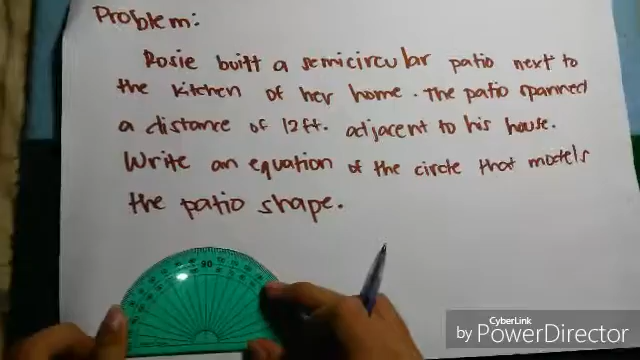 Problem:
Rosie built a semicircular patio next to
the kitchen of her home. The patio spanned
a distance of 12ft. adjacent to his house.
Write an equation of the circle that models
the patio shape.
90
CyberLink
by PowerDirector